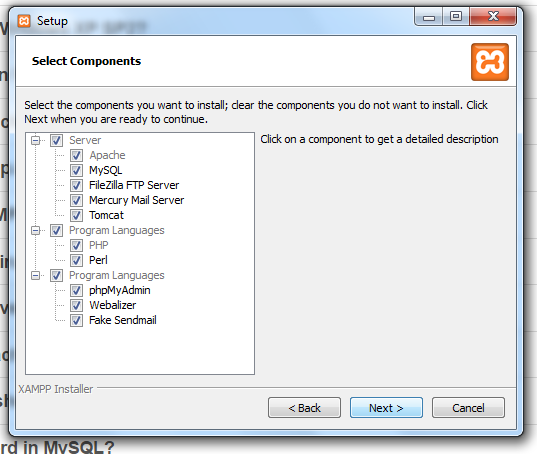 Windows XP SP2?
Setup
Select Components
Select the components you want to install; clear the components you do not want to install. Click
Next when you are ready to continue.
Server
Apache
MySQL
FileZilla FTP Server
Mercury Mail Server
Tomcat
Program Languages
PHP
Perl
Program Languages
phpMyAdmin
Webalizer
Fake Sendmail
Click on a component to get a detailed description
XAMPP Installer
< Back
Next >
Cancel
rd in MySQL?